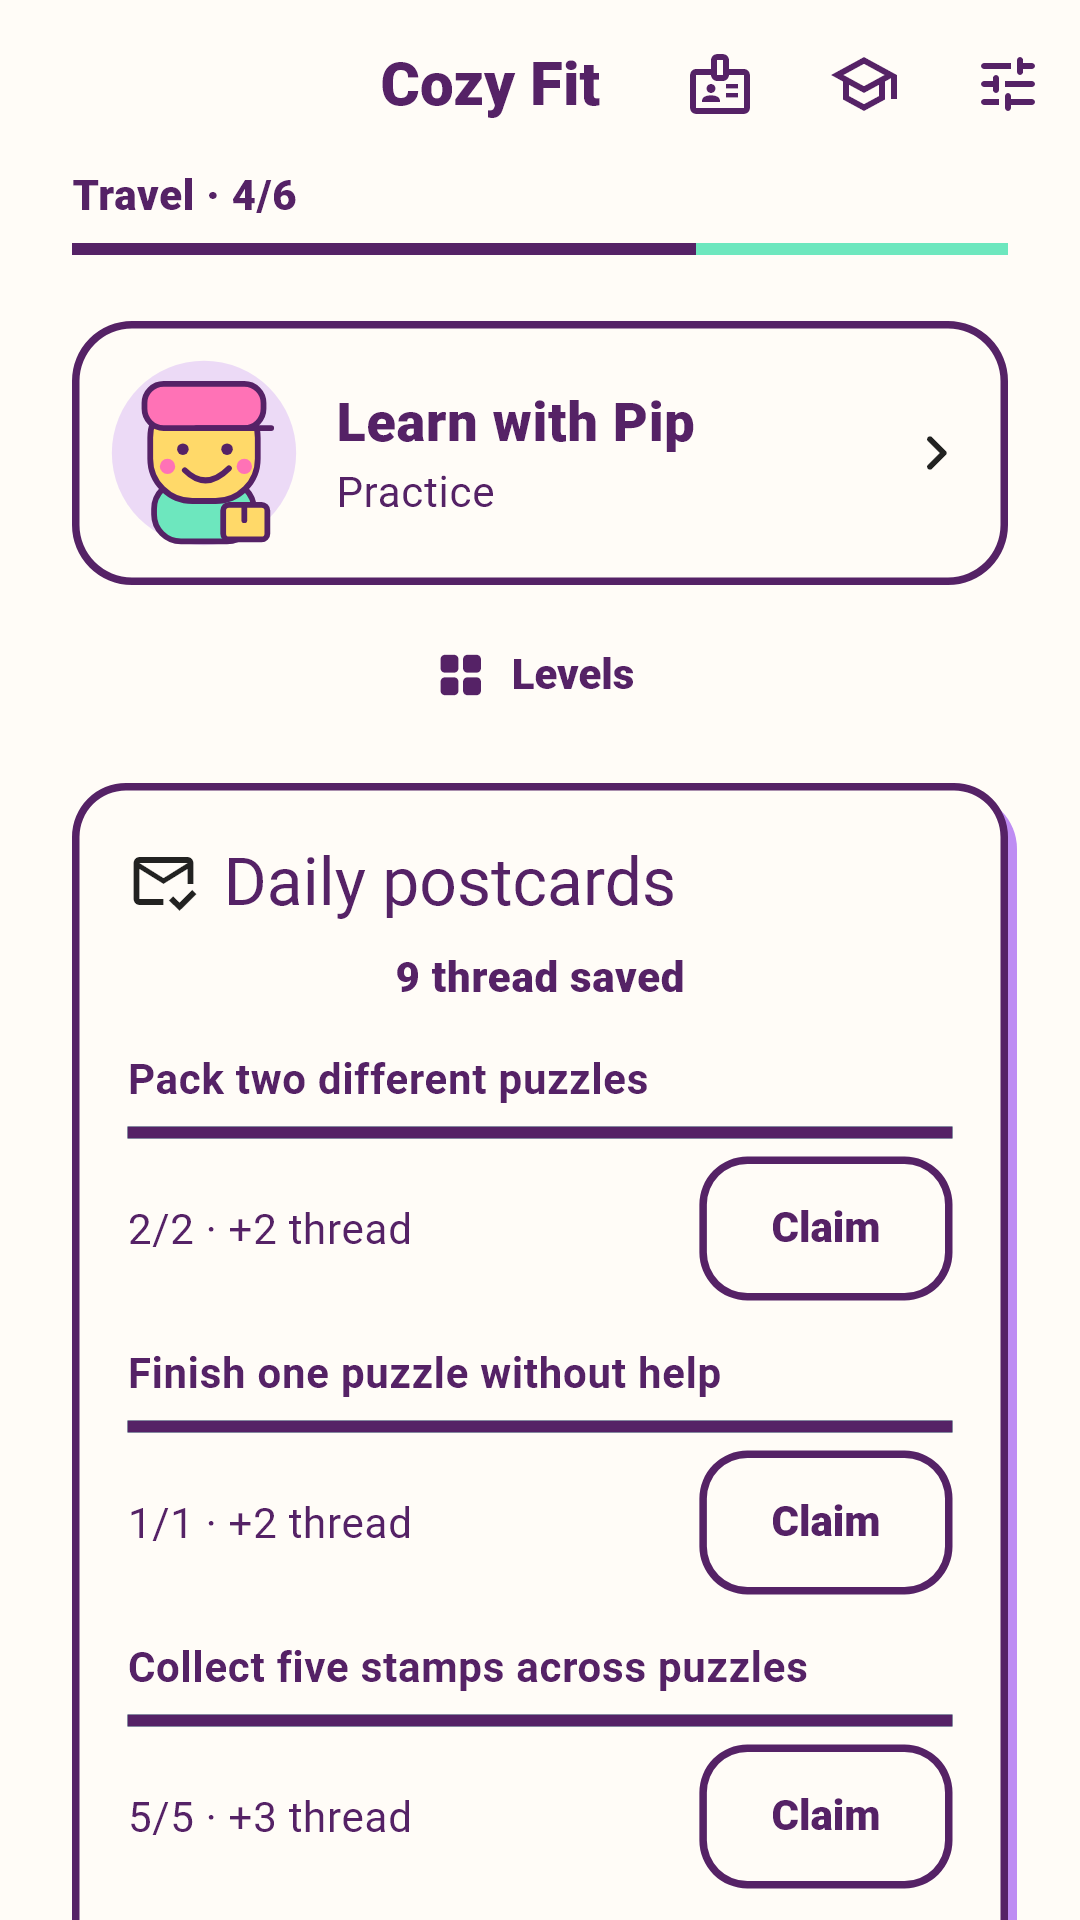 Cozy Fit
Travel · 4/6
Learn with Pip
Practice
Levels
Daily postcards
9 thread saved
Pack two different puzzles
2/2 · +2 thread
Claim
Finish one puzzle without help
1/1 · +2 thread
Claim
Collect five stamps across puzzles
5/5 · +3 thread
Claim